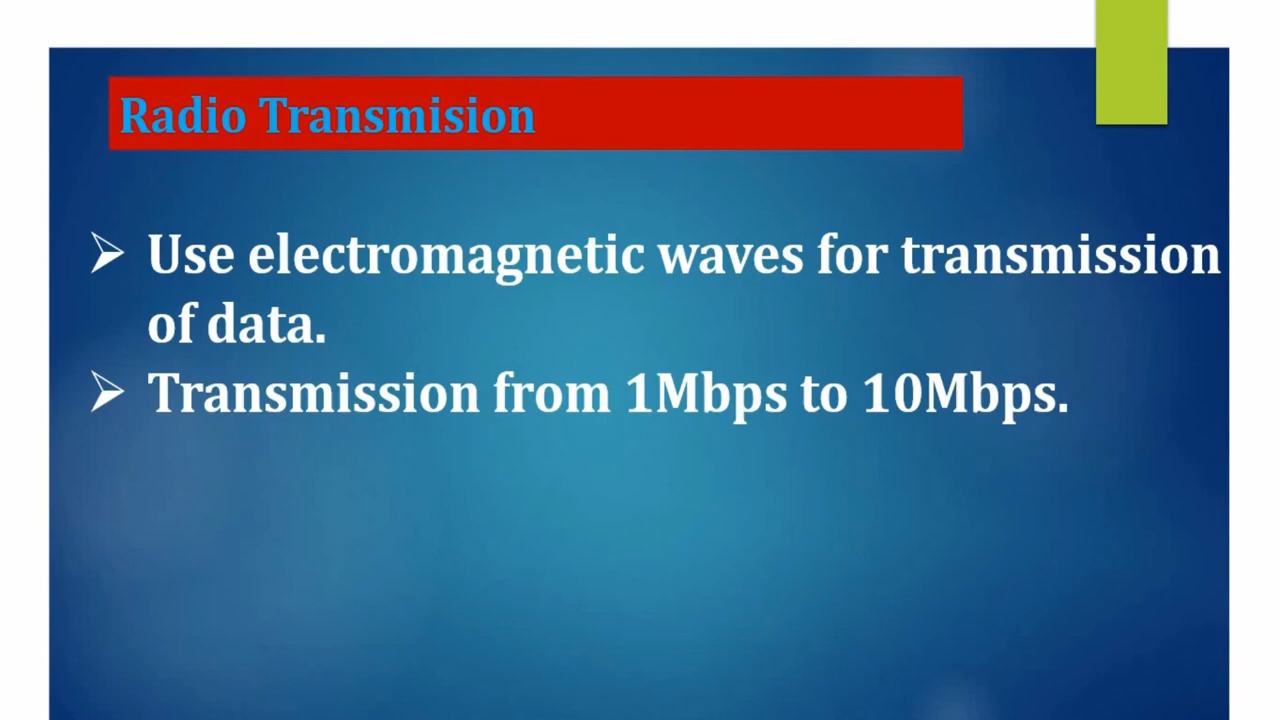 Radio Transmision
➢ Use electromagnetic waves for transmission
of data.
➢ Transmission from 1Mbps to 10Mbps.